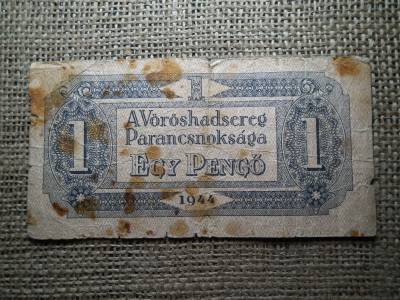 1
A Vöröshadsereg
Parancsnoksága
1 EGY PENGŐ 1
1944